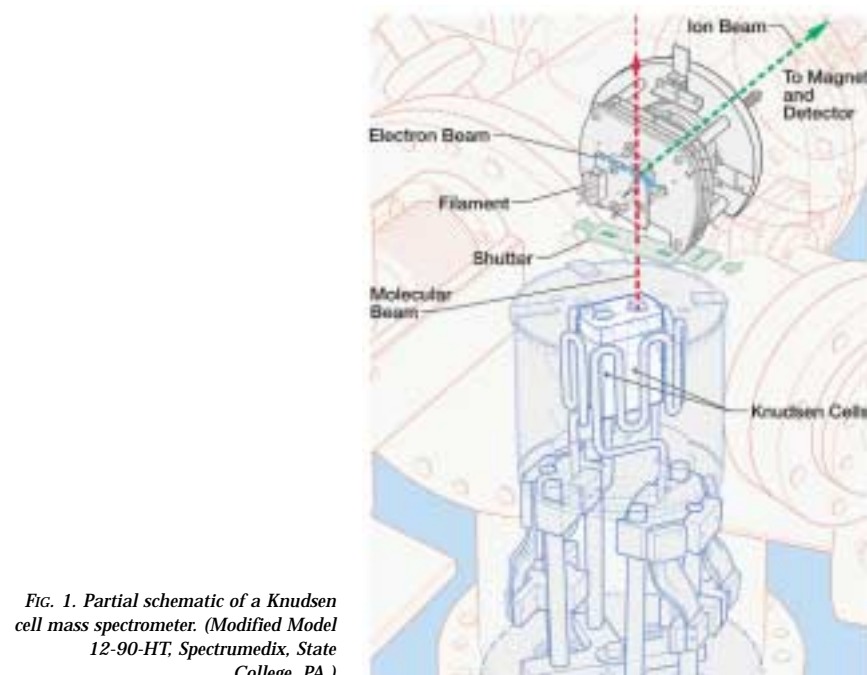 Ion Beam
To Magnet
and
Detector
Electron Beam
Filament
Shutter
Molecular
Beam
Knudsen Cells
FIG. 1. Partial schematic of a Knudsen
cell mass spectrometer. (Modified Model
12-90-HT, Spectrumedix, State
College, PA.)